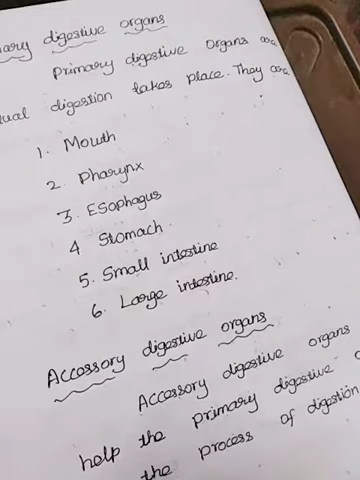 digestive organs
Primary digestive organs are
digestion takes place. They are
1. Mouth
2. Pharynx
3. Esophagus
4 Stomach
5. Small intestine
6. Large intestine.
Accessory digestive organs
Accessory digestive organs
help the primary digestive
the process of digestion